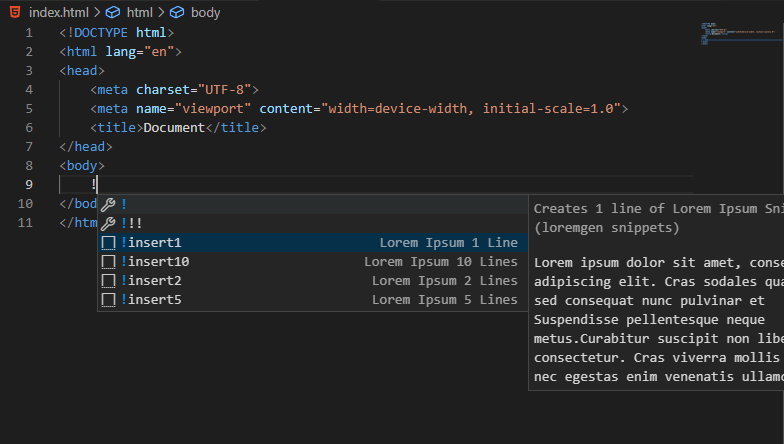 index.html > html > body
1 <!DOCTYPE html>
2 <html lang="en">
3 <head>
4 <meta charset="UTF-8">
5 <meta name="viewport" content="width=device-width, initial-scale=1.0">
6 <title>Document</title>
7 </head>
8 <body>
9 !
10 </bod
11 </htm
!
!!!
!insert1 Lorem Ipsum 1 Line
!insert10 Lorem Ipsum 10 Lines
!insert2 Lorem Ipsum 2 Lines
!insert5 Lorem Ipsum 5 Lines
Creates 1 line of Lorem Ipsum Sni
(loremgen snippets)
Lorem ipsum dolor sit amet, conse
adipiscing elit. Cras sodales qua
sed consequat nunc pulvinar et
Suspendisse pellentesque neque
metus.Curabitur suscipit non libe
consectetur. Cras viverra mollis
nec egestas enim venenatis ullamc